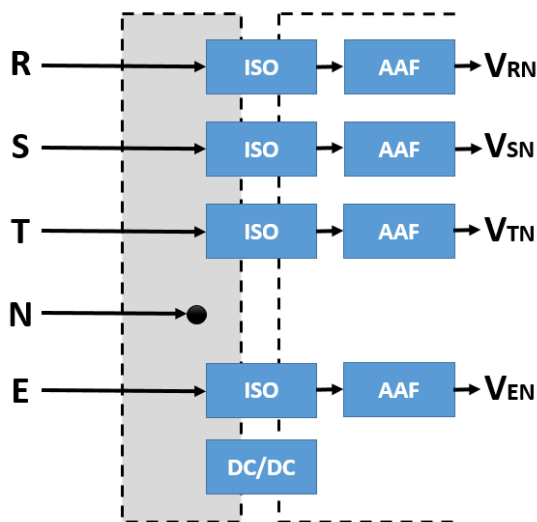 R ISO AAF VRN
S ISO AAF VSN
T ISO AAF VTN
N
E ISO AAF VEN
DC/DC